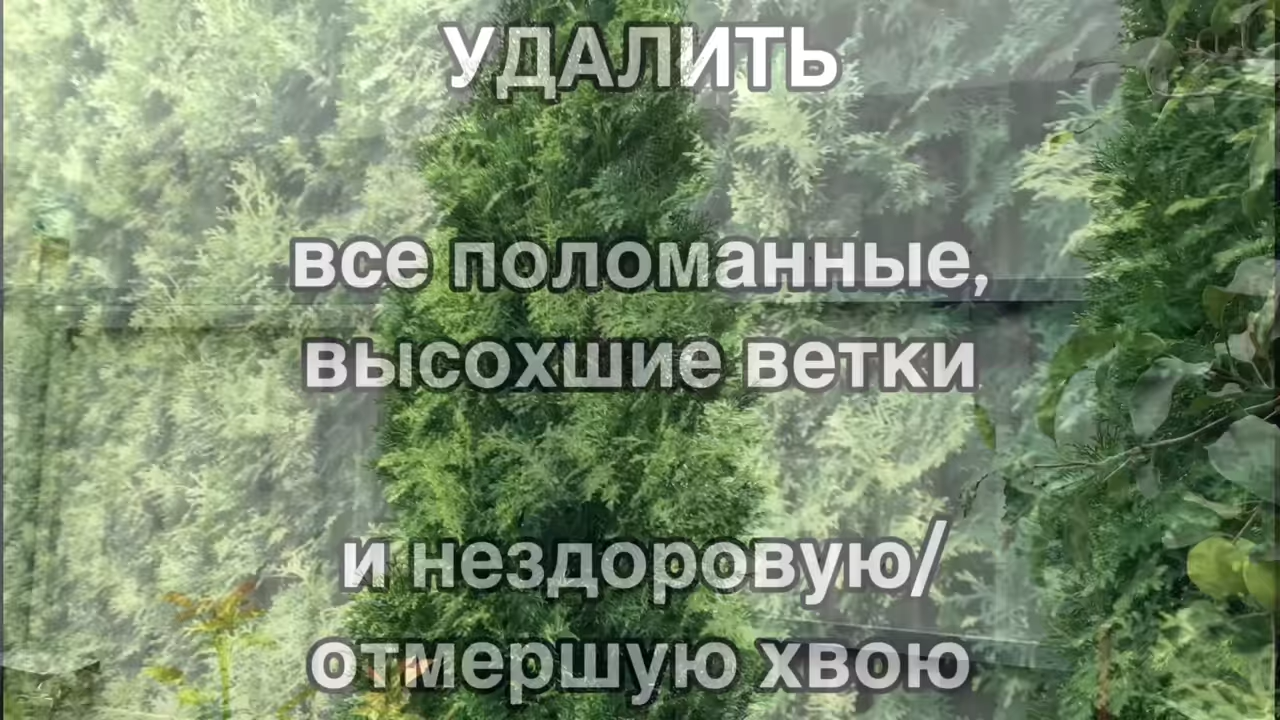 УДАЛИТЬ
все поломанные,
высохшие ветки
и нездоровую/
отмершую хвою